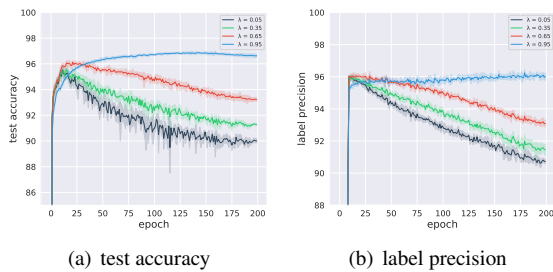 100
98
96
94
92
90
88
86
test accuracy
0
25
50
75
100
125
150
175
200
epoch
λ = 0.05
λ = 0.35
λ = 0.65
λ = 0.95
(a) test accuracy
100
98
96
94
92
90
88
label precision
0
25
50
75
100
125
150
175
200
epoch
λ = 0.05
λ = 0.35
λ = 0.65
λ = 0.95
(b) label precision